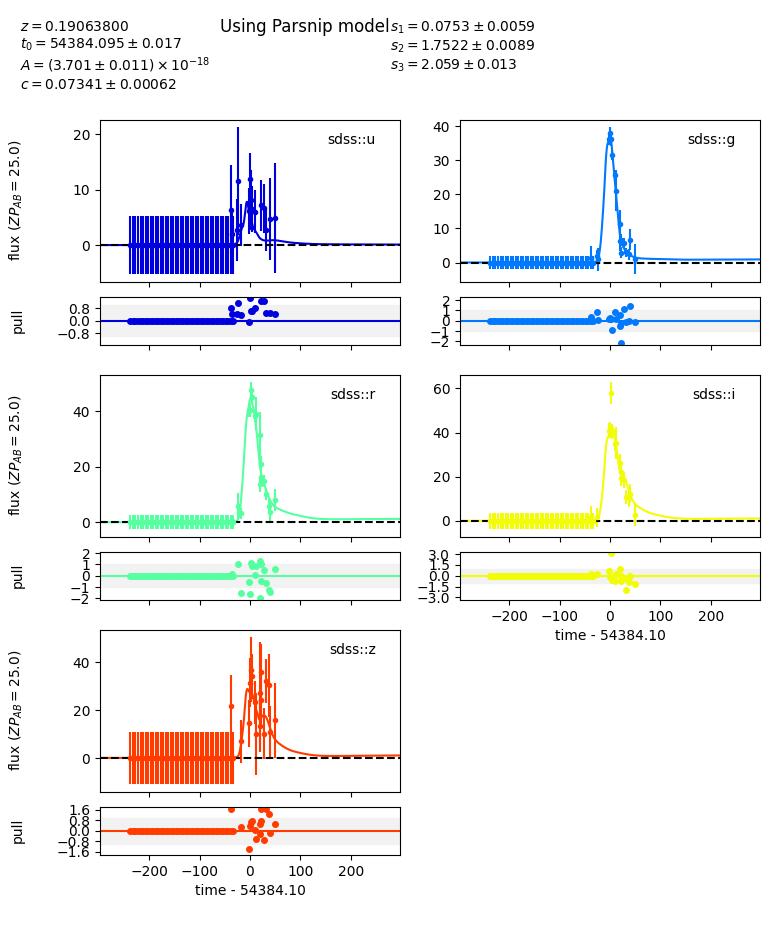 z = 0.19063800
t₀ = 54384.095 ± 0.017
A = (3.701 ± 0.011) × 10⁻¹⁸
c = 0.07341 ± 0.00062
Using Parsnip model
s₁ = 0.0753 ± 0.0059
s₂ = 1.7522 ± 0.0089
s₃ = 2.059 ± 0.013
flux (ZP_AB = 25.0)
20
10
0
sdss::u
40
30
20
10
0
sdss::g
pull
0.8
0.0
−0.8
2
1
0
−1
−2
flux (ZP_AB = 25.0)
40
20
0
sdss::r
60
40
20
0
sdss::i
pull
2
1
0
−1
−2
3.0
1.5
0.0
−1.5
−3.0
−200 −100 0 100 200
time - 54384.10
flux (ZP_AB = 25.0)
40
20
0
sdss::z
pull
1.6
0.8
0.0
−0.8
−1.6
−200 −100 0 100 200
time - 54384.10